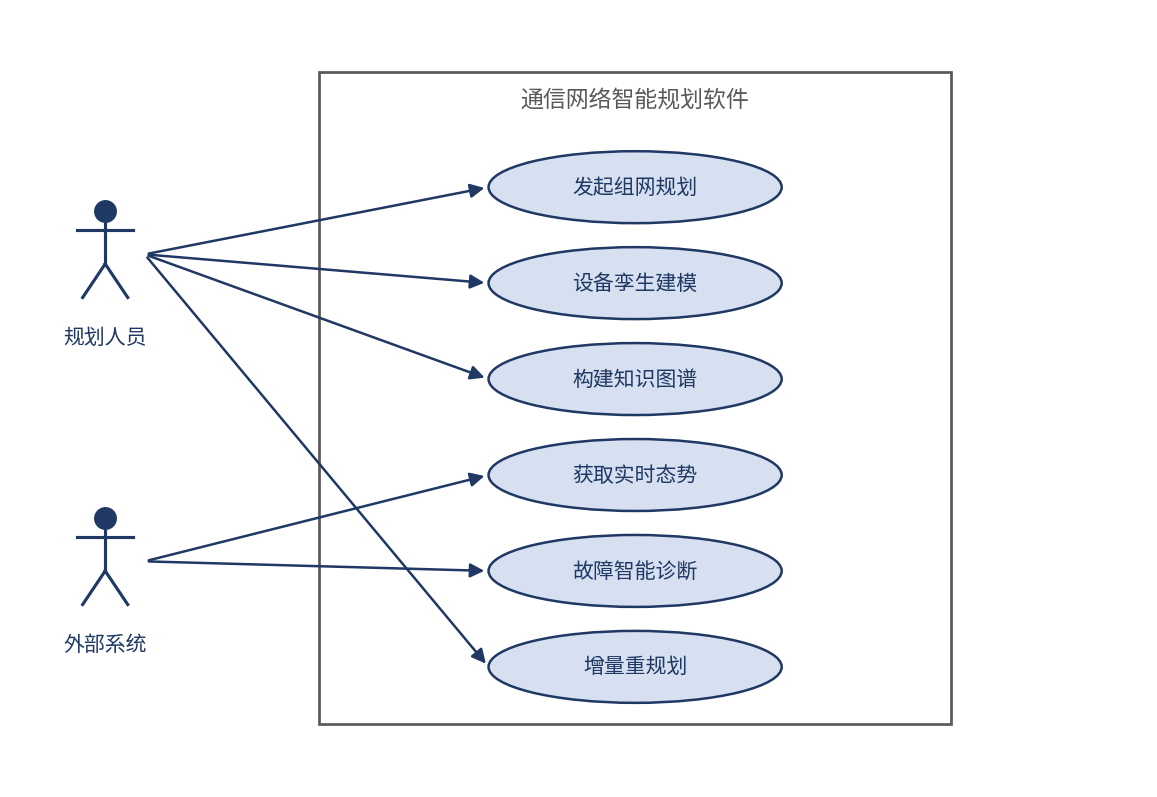 通信网络智能规划软件
发起组网规划
设备孪生建模
规划人员
构建知识图谱
获取实时态势
故障智能诊断
外部系统
增量重规划